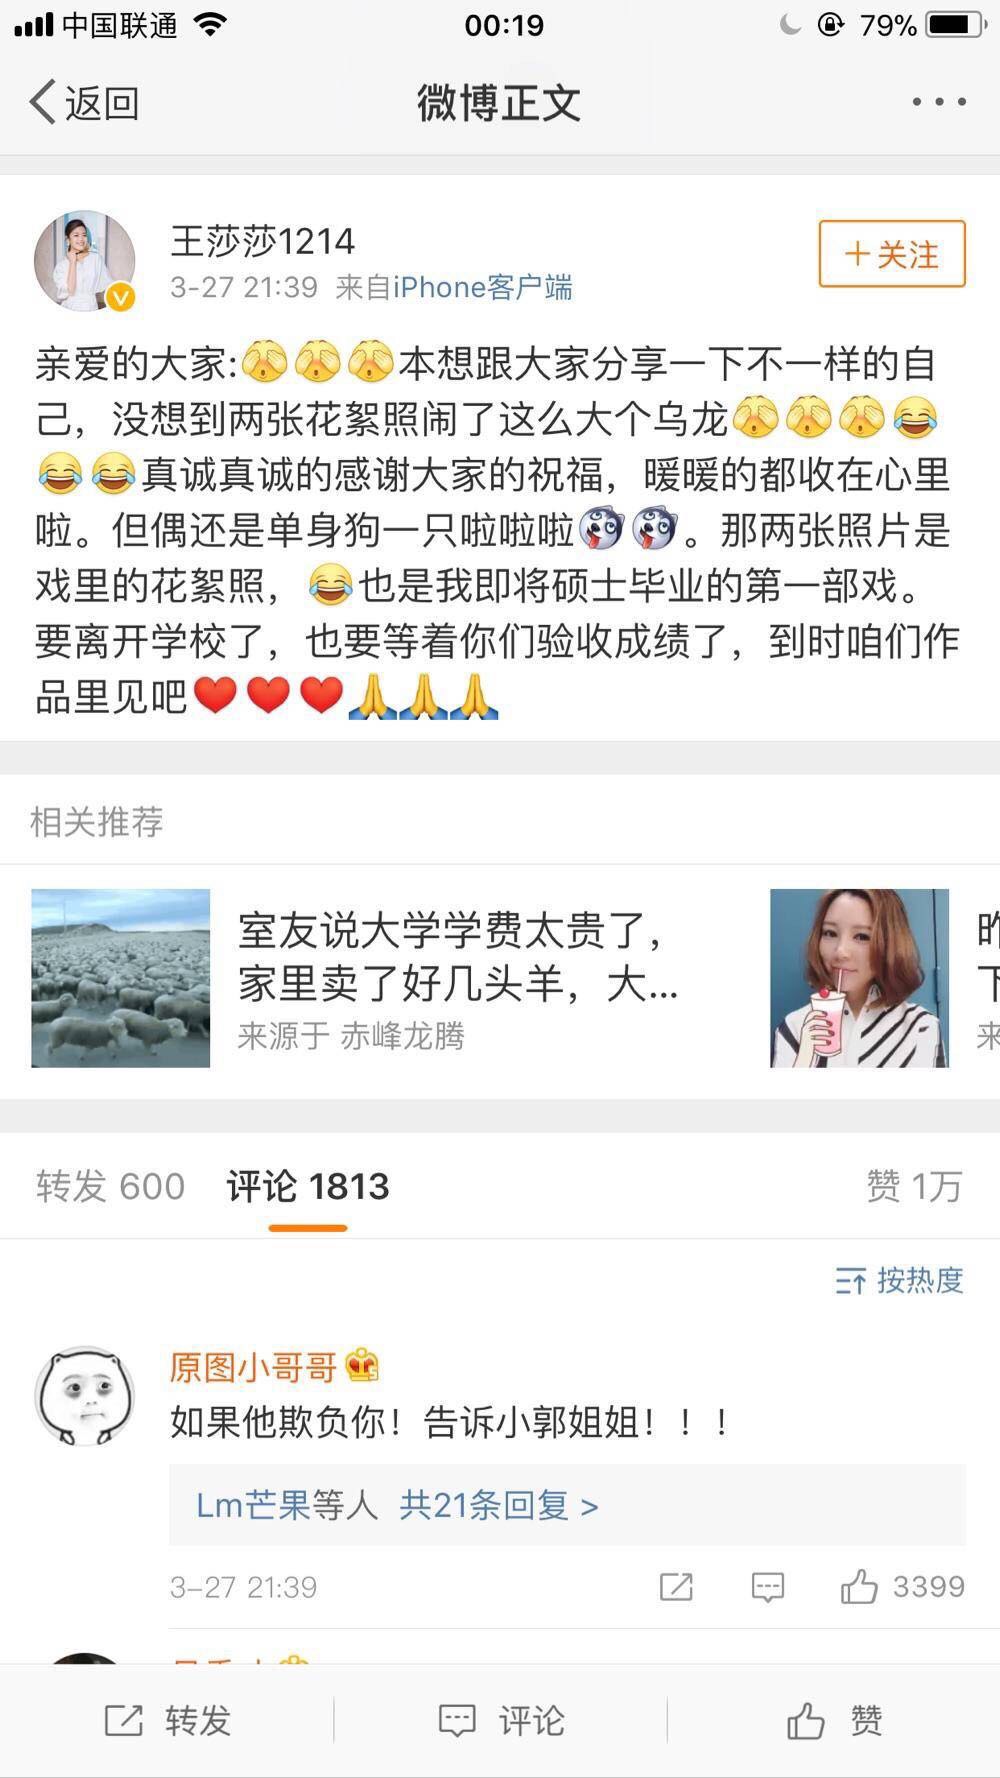 中国联通 00:19 79%
返回 微博正文
王莎莎1214
+关注
3-27 21:39 来自iPhone客户端
亲爱的大家:🫣🫣🫣本想跟大家分享一下不一样的自
己，没想到两张花絮照闹了这么大个乌龙🫣🫣🫣😂
😂😂真诚真诚的感谢大家的祝福，暖暖的都收在心里
啦。但偶还是单身狗一只啦啦啦。那两张照片是
戏里的花絮照，😂也是我即将硕士毕业的第一部戏。
要离开学校了，也要等着你们验收成绩了，到时咱们作
品里见吧❤️❤️❤️🙏🙏🙏
相关推荐
室友说大学学费太贵了，
家里卖了好几头羊，大...
来源于 赤峰龙腾
昨
下
来
转发 600 评论 1813 赞 1万
按热度
原图小哥哥
如果他欺负你！告诉小郭姐姐！！！
Lm芒果等人 共21条回复 >
3-27 21:39 3399
转发 评论 赞